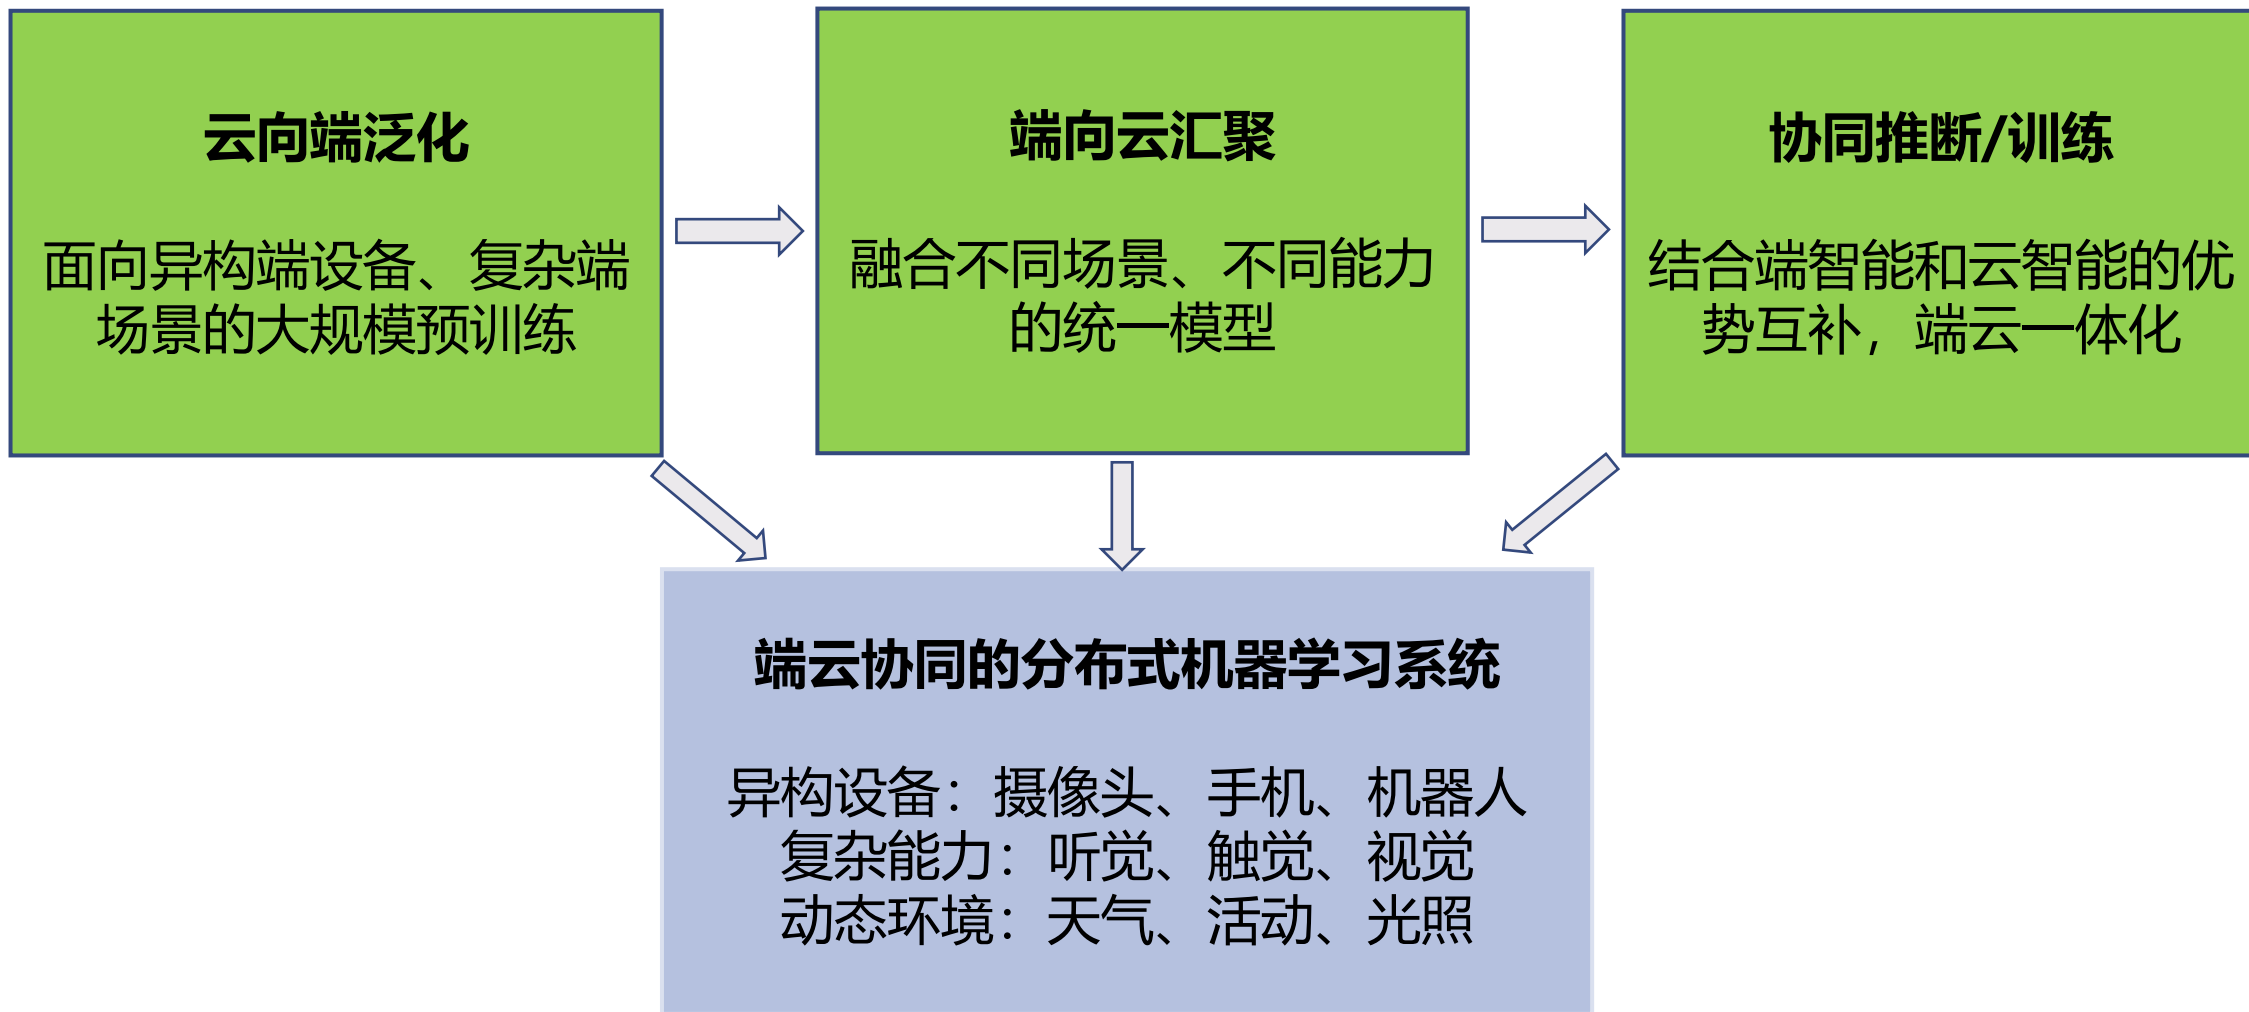 云向端泛化
面向异构端设备、复杂端
场景的大规模预训练
端向云汇聚
融合不同场景、不同能力
的统一模型
协同推断/训练
结合端智能和云智能的优
势互补，端云一体化
端云协同的分布式机器学习系统
异构设备：摄像头、手机、机器人
复杂能力：听觉、触觉、视觉
动态环境：天气、活动、光照